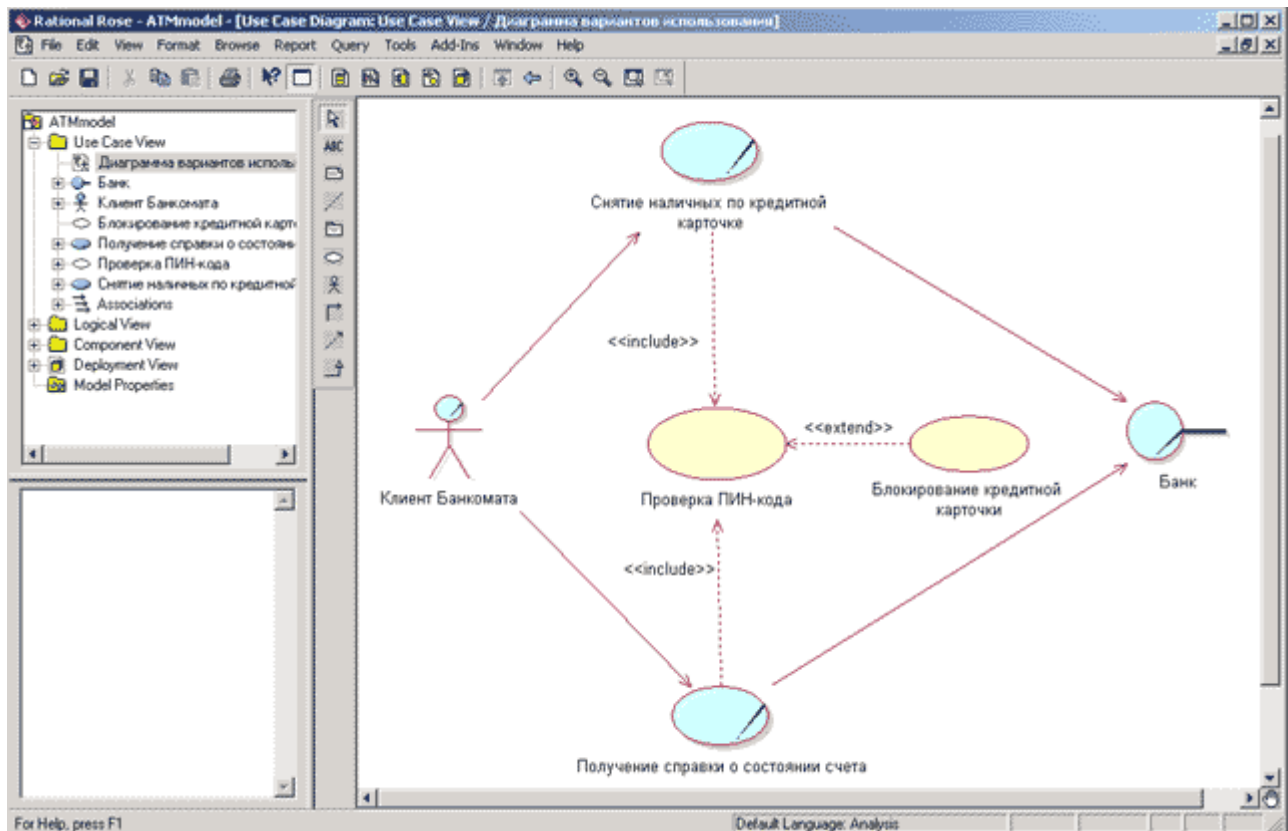 Rational Rose - ATMmodel - [Use Case Diagram: Use Case View / Диаграмма вариантов использования]
File Edit View Format Browse Report Query Tools Add-Ins Window Help
ABC
ATMmodel
Use Case View
Диаграмма вариантов исполь
Банк
Клиент Банкомата
Блокирование кредитной карт
Получение справки о состоян
Проверка ПИН-кода
Снятие наличных по кредитной
Associations
Logical View
Component View
Deployment View
Model Properties
Снятие наличных по кредитной
карточке
<<include>>
<<extend>>
Клиент Банкомата
Проверка ПИН-кода
Блокирование кредитной
карточки
Банк
<<include>>
Получение справки о состоянии счета
For Help, press F1
Default Language: Analysis